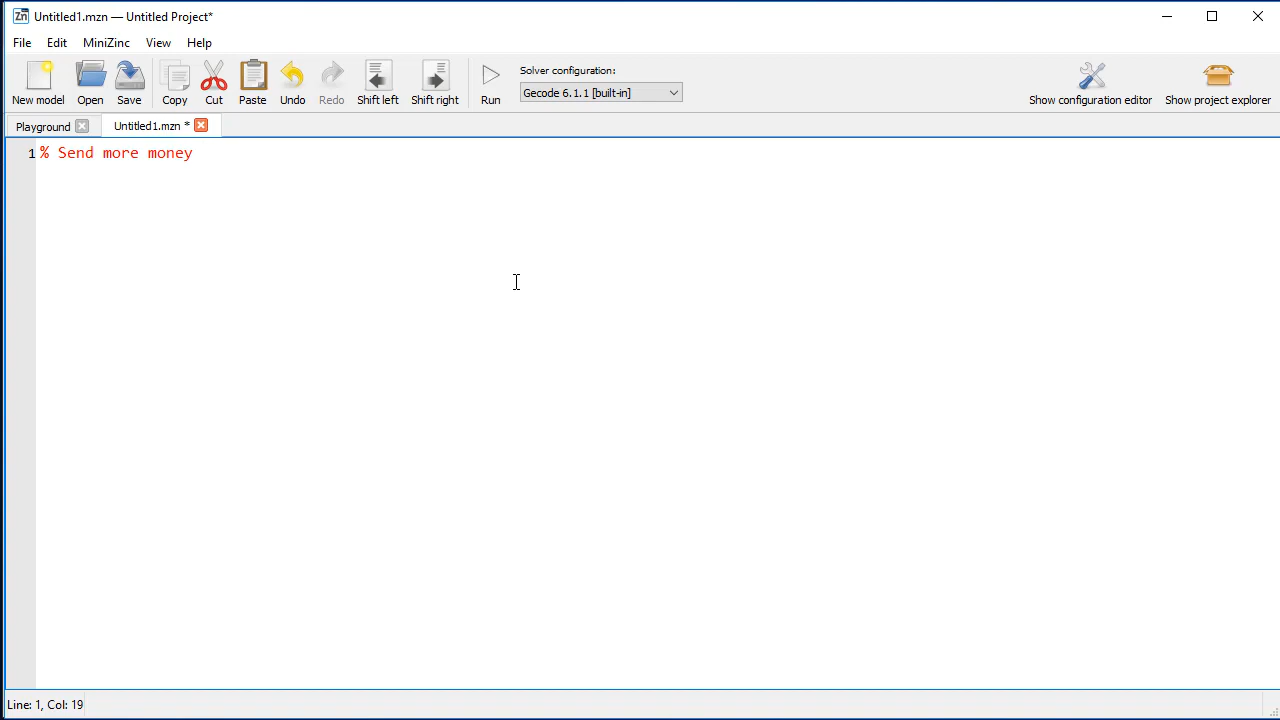 Zn Untitled1.mzn — Untitled Project*
File Edit MiniZinc View Help
New model Open Save Copy Cut Paste Undo Redo Shift left Shift right Run Solver configuration: Gecode 6.1.1 [built-in] Show configuration editor Show project explorer
Playground Untitled1.mzn *
1 % Send more money
Line: 1, Col: 19